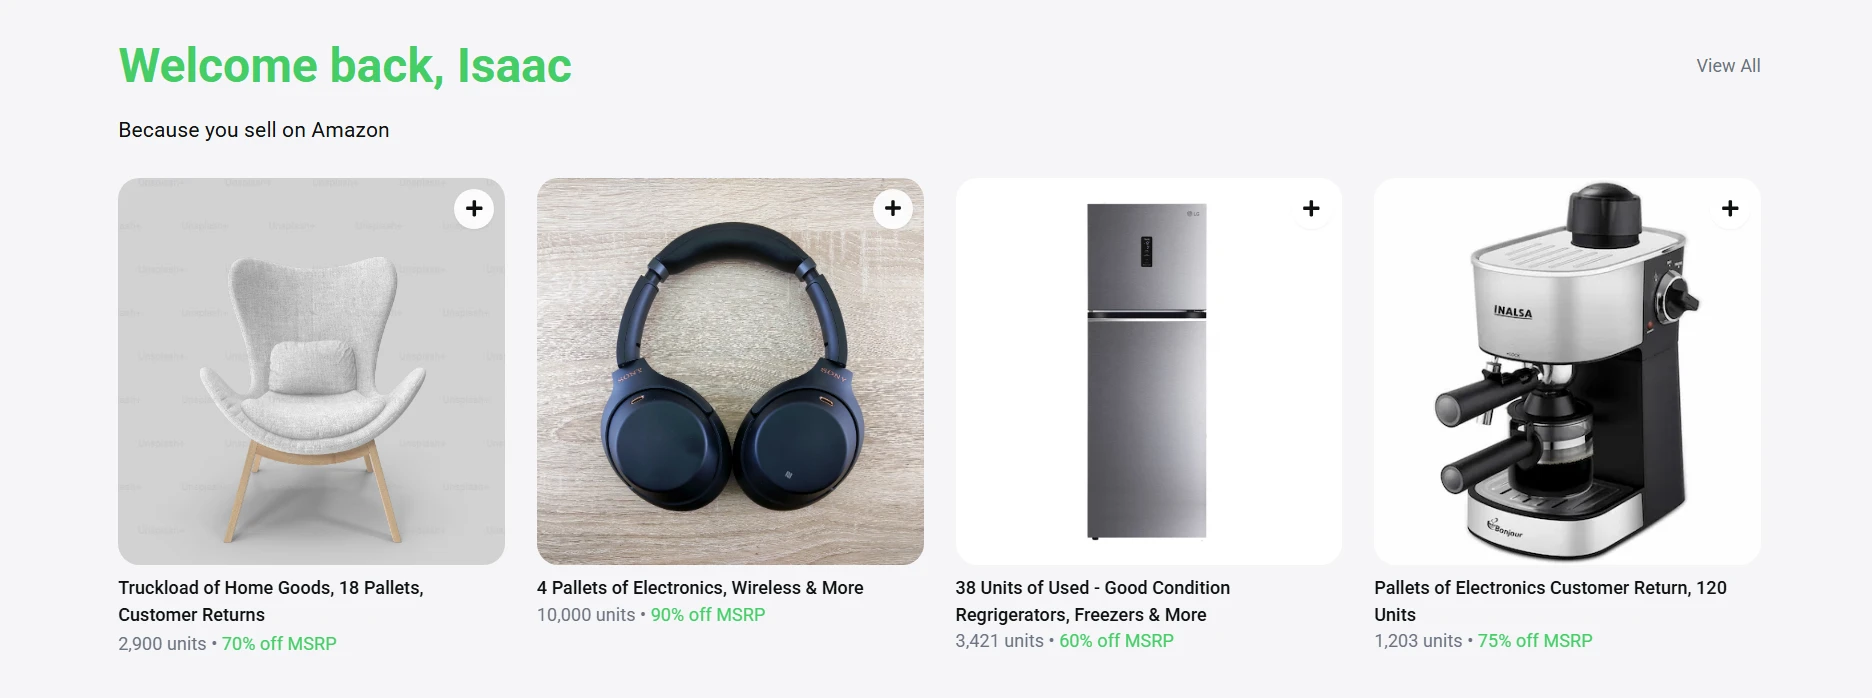 Welcome back, Isaac
View All
Because you sell on Amazon
SONY
SONY
LG
INALSA
Bonjour
Truckload of Home Goods, 18 Pallets,
Customer Returns
2,900 units • 70% off MSRP
4 Pallets of Electronics, Wireless & More
10,000 units • 90% off MSRP
38 Units of Used - Good Condition
Regrigerators, Freezers & More
3,421 units • 60% off MSRP
Pallets of Electronics Customer Return, 120
Units
1,203 units • 75% off MSRP